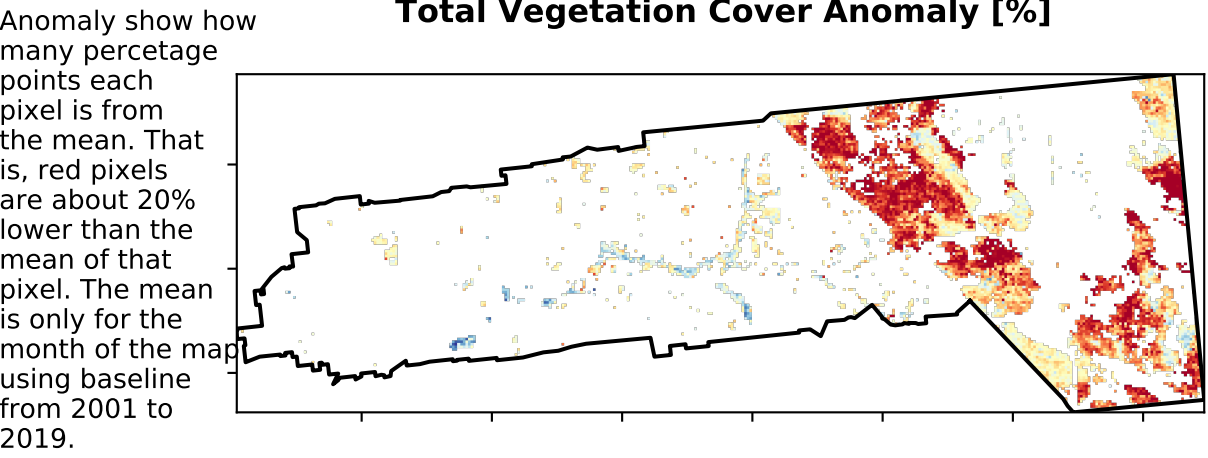 Total Vegetation Cover Anomaly [%]
Anomaly show how
many percetage
points each
pixel is from
the mean. That
is, red pixels
are about 20%
lower than the
mean of that
pixel. The mean
is only for the
month of the map
using baseline
from 2001 to
2019.